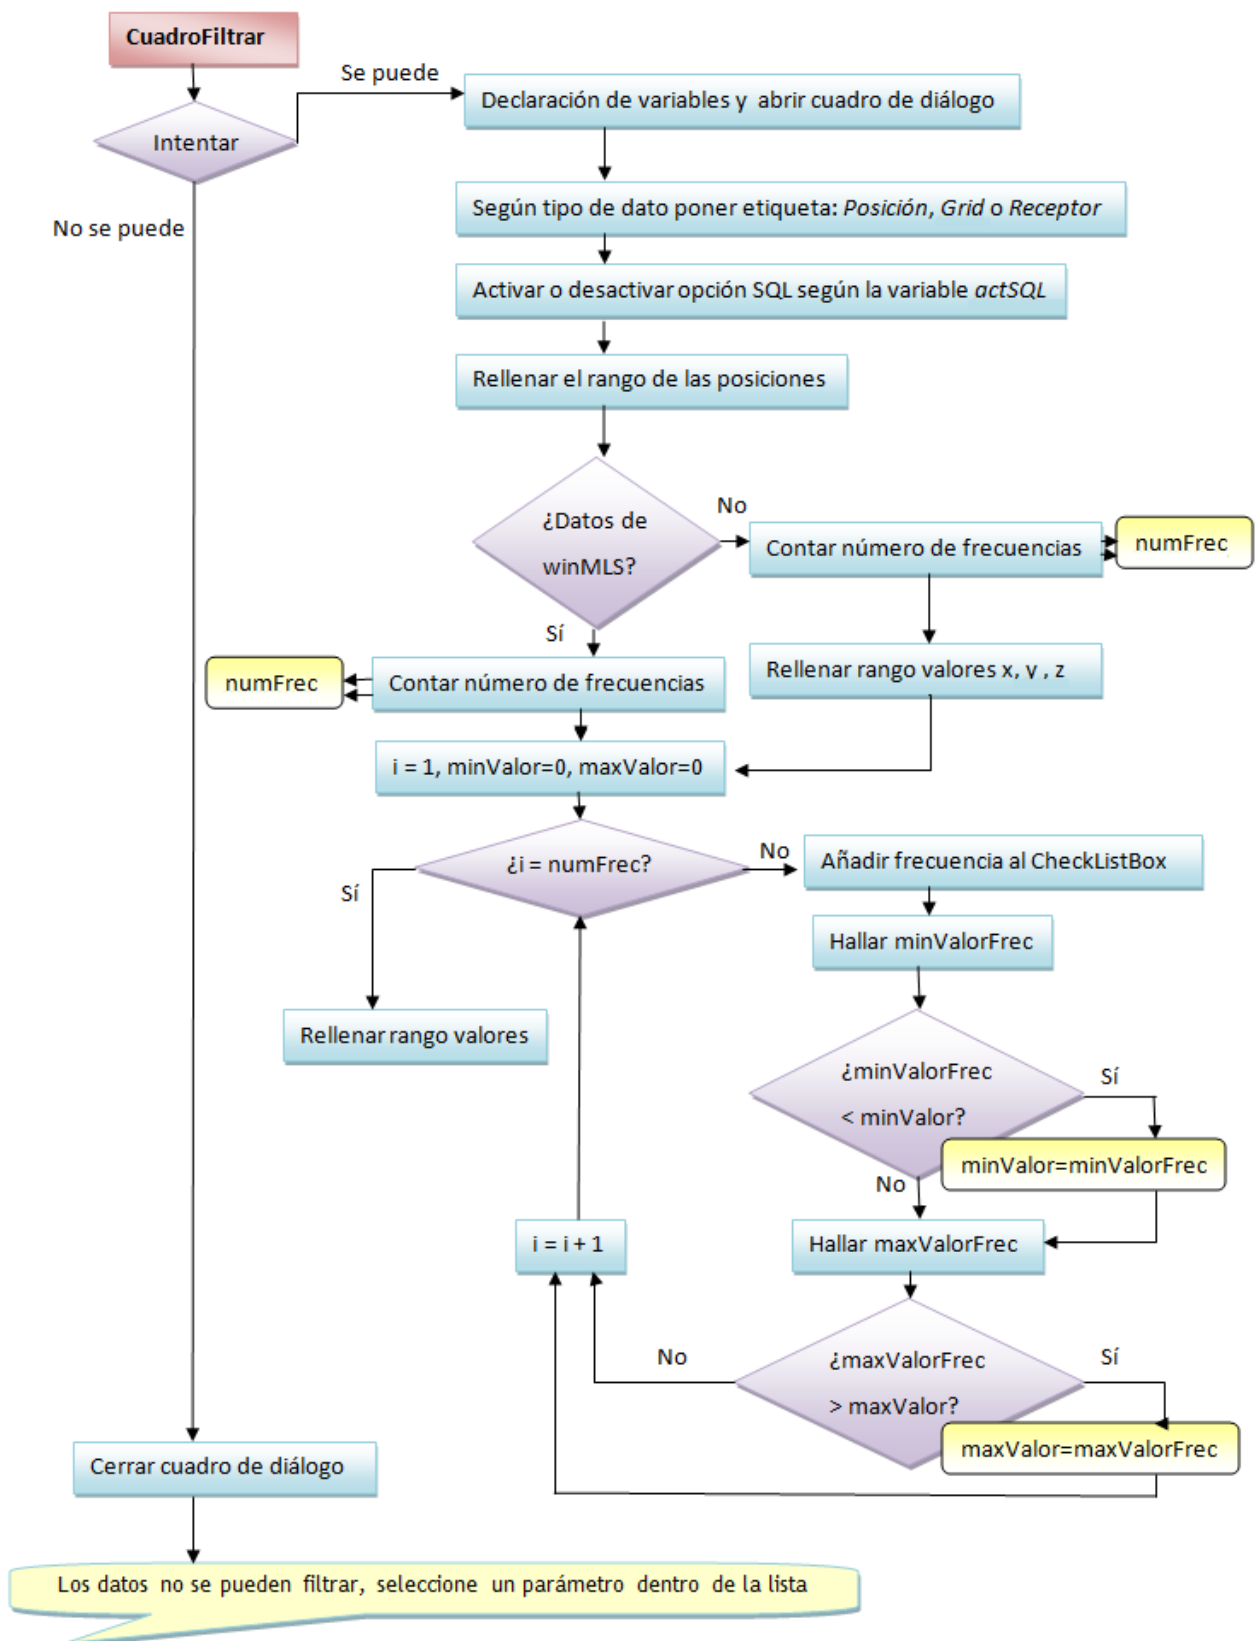 CuadroFiltrar
Se puede
Declaración de variables y abrir cuadro de diálogo
Intentar
No se puede
Según tipo de dato poner etiqueta: Posición, Grid o Receptor
Activar o desactivar opción SQL según la variable actSQL
Rellenar el rango de las posiciones
¿Datos de
winMLS?
No
Contar número de frecuencias
numFrec
Sí
Rellenar rango valores x, y , z
numFrec
Contar número de frecuencias
i = 1, minValor=0, maxValor=0
¿i = numFrec?
No
Añadir frecuencia al CheckListBox
Sí
Hallar minValorFrec
Rellenar rango valores
¿minValorFrec
< minValor?
Sí
minValor=minValorFrec
No
i = i + 1
Hallar maxValorFrec
No
¿maxValorFrec
> maxValor?
Sí
maxValor=maxValorFrec
Cerrar cuadro de diálogo
Los datos no se pueden filtrar, seleccione un parámetro dentro de la lista